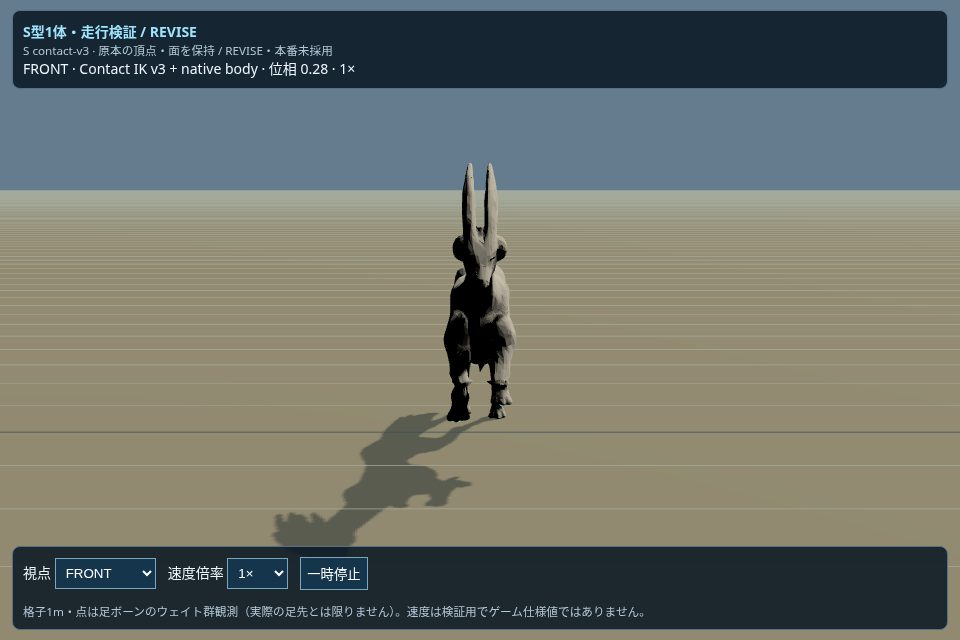 S型1体・走行検証 / REVISE
S contact-v3 · 原本の頂点・面を保持 / REVISE・本番未採用
FRONT · Contact IK v3 + native body · 位相 0.28 · 1×
視点 FRONT 速度倍率 1× 一時停止
格子1m・点は足ボーンのウェイト群観測（実際の足先とは限りません）。速度は検証用でゲーム仕様値ではありません。